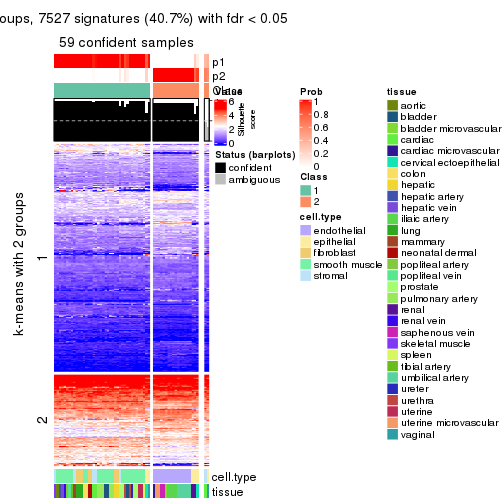 oups, 7527 signatures (40.7%) with fdr < 0.05
59 confident samples
p1
p2
Class
Silhouette
score
6
4
2
0
Status (barplots)
confident
ambiguous
Prob
1
0.8
0.6
0.4
0.2
0
Class
1
2
cell.type
endothelial
epithelial
fibroblast
smooth muscle
stromal
tissue
aortic
bladder
bladder microvascular
cardiac
cardiac microvascular
cervical ectoepithelial
colon
hepatic
hepatic artery
hepatic vein
iliaic artery
lung
mammary
neonatal dermal
popliteal artery
popliteal vein
prostate
pulmonary artery
renal
renal vein
saphenous vein
skeletal muscle
spleen
tibial artery
umbilical artery
ureter
urethra
uterine
uterine microvascular
vaginal
k-means with 2 groups
1
2
cell.type
tissue